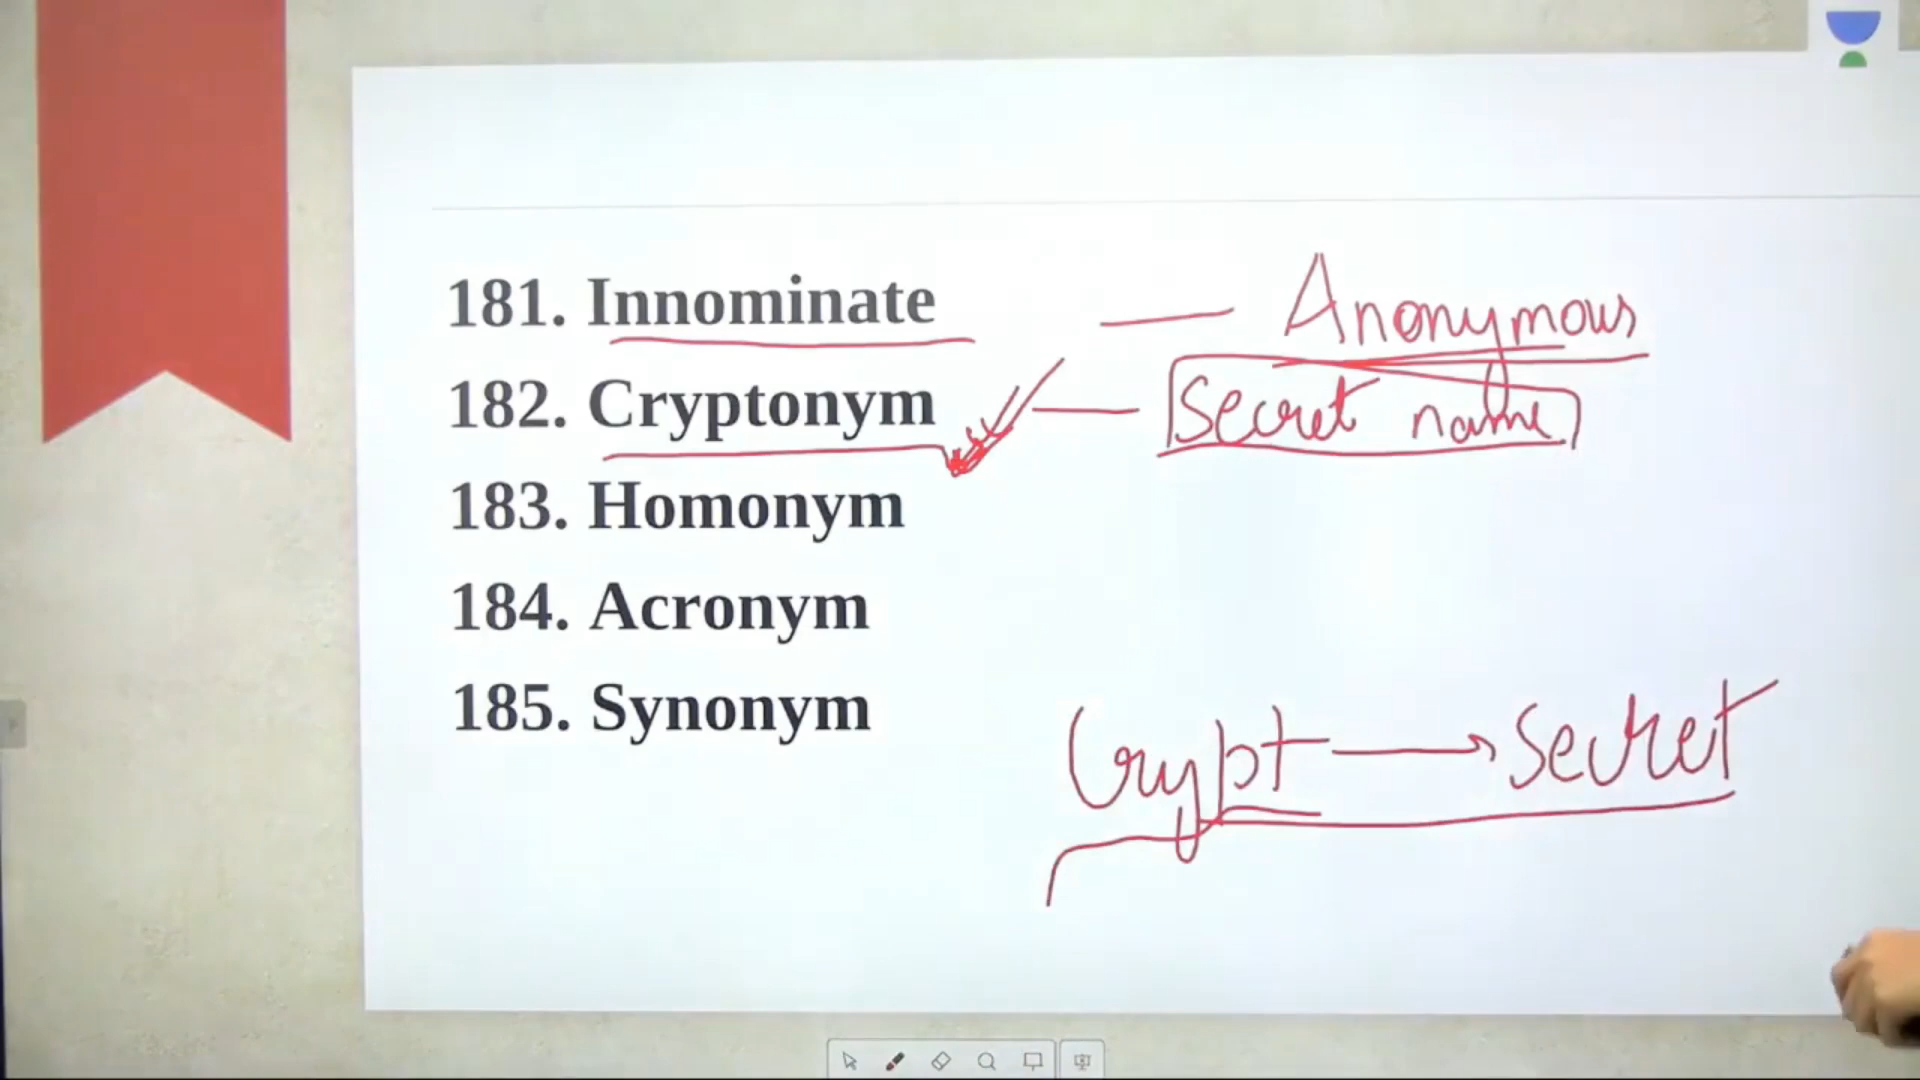 181. Innominate — Anonymous
182. Cryptonym — Secret name
183. Homonym
184. Acronym
185. Synonym
Crypt → Secret